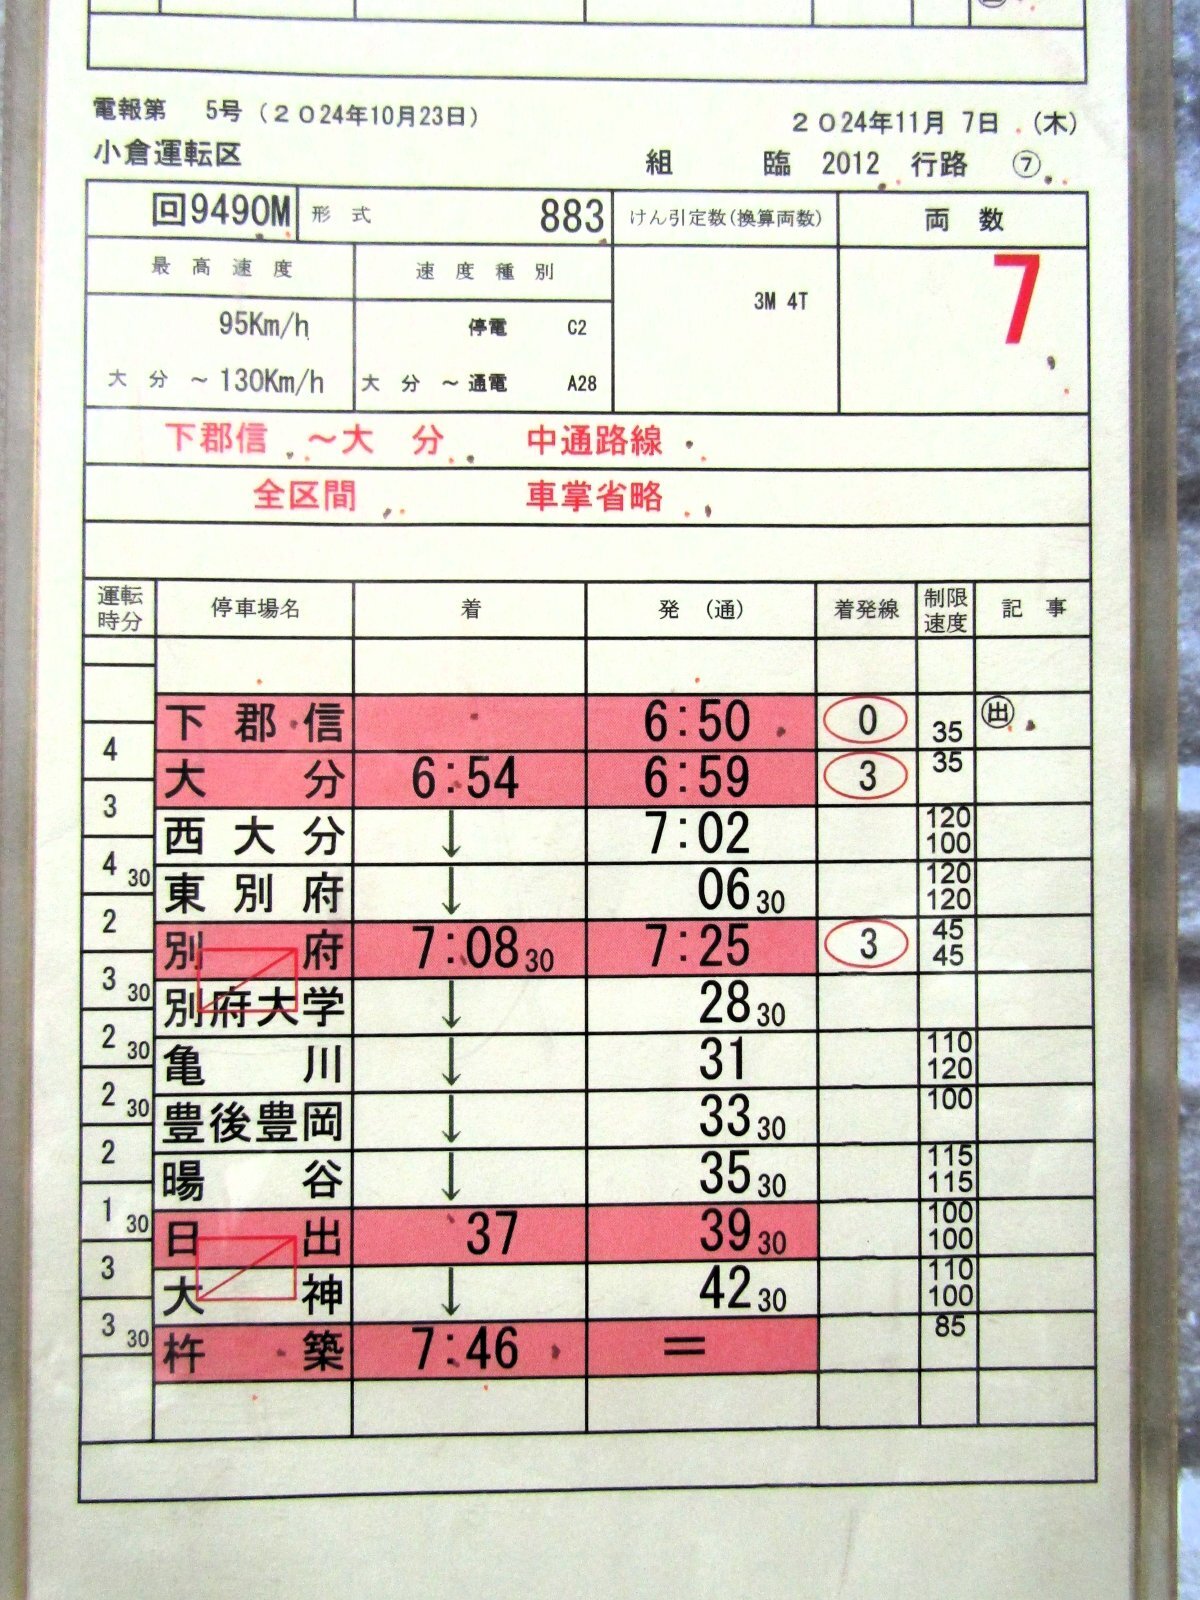 電報第 5号（２０24年10月23日）
２０24年11月 7日 （木）
小倉運転区
組 臨 2012 行路 ⑦
回9490M 形 式 883 けん引定数(換算両数) 両 数
最 高 速 度 速 度 種 別
3M 4T 7
95Km/h 停電 C2
大 分 ～ 130Km/h 大 分 ～ 通電 A28
下郡信 ～大 分 中通路線
全区間 車掌省略
運転時分 停車場名 着 発 （通） 着発線 制限速度 記 事
下 郡 信 6:50 0 35 ㊥出
4
大 分 6:54 6:59 3 35
3
西 大 分 ↓ 7:02 120 100
4 30
東 別 府 ↓ 06 30 120 120
2
別 府 7:08 30 7:25 3 45 45
3 30
別府大学 ↓ 28 30
2 30
亀 川 ↓ 31 110 120
2 30
豊後豊岡 ↓ 33 30 100
2
暘 谷 ↓ 35 30 115 115
1 30
日 出 37 39 30 100 100
3
大 神 ↓ 42 30 110 100
3 30
杵 築 7:46 ＝ 85